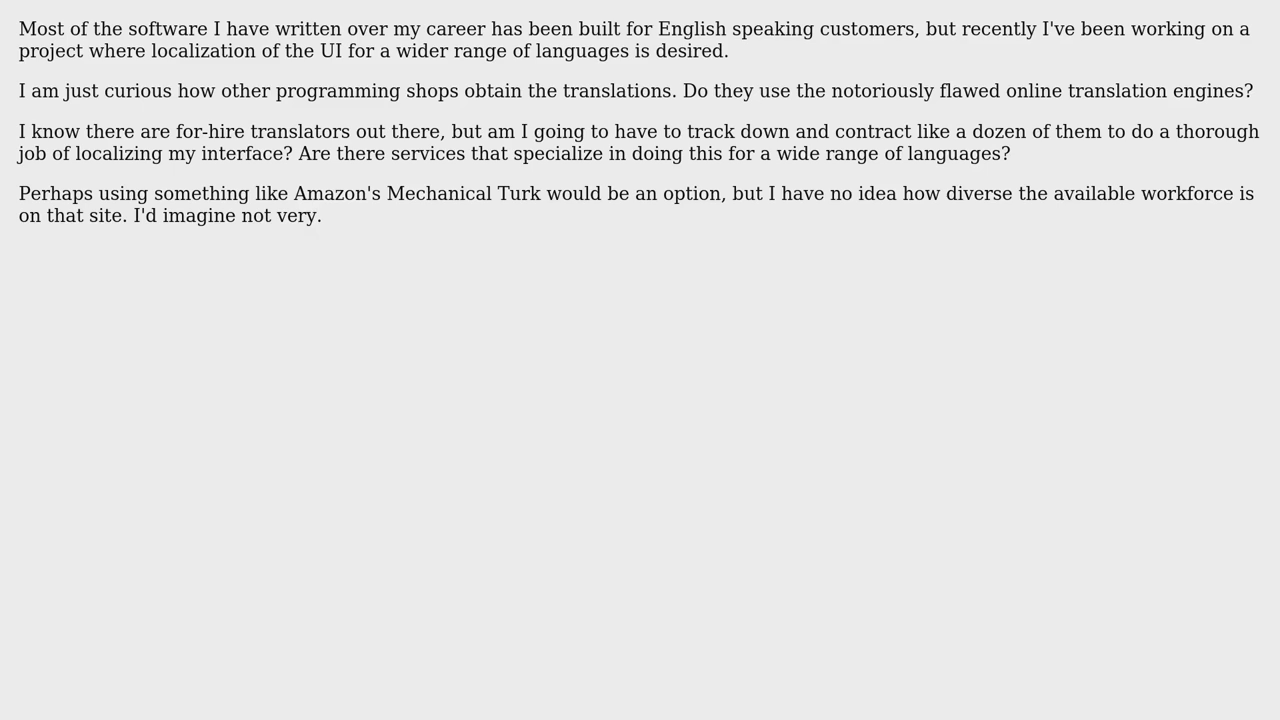 Most of the software I have written over my career has been built for English speaking customers, but recently I've been working on a
project where localization of the UI for a wider range of languages is desired.
I am just curious how other programming shops obtain the translations. Do they use the notoriously flawed online translation engines?
I know there are for-hire translators out there, but am I going to have to track down and contract like a dozen of them to do a thorough
job of localizing my interface? Are there services that specialize in doing this for a wide range of languages?
Perhaps using something like Amazon's Mechanical Turk would be an option, but I have no idea how diverse the available workforce is
on that site. I'd imagine not very.